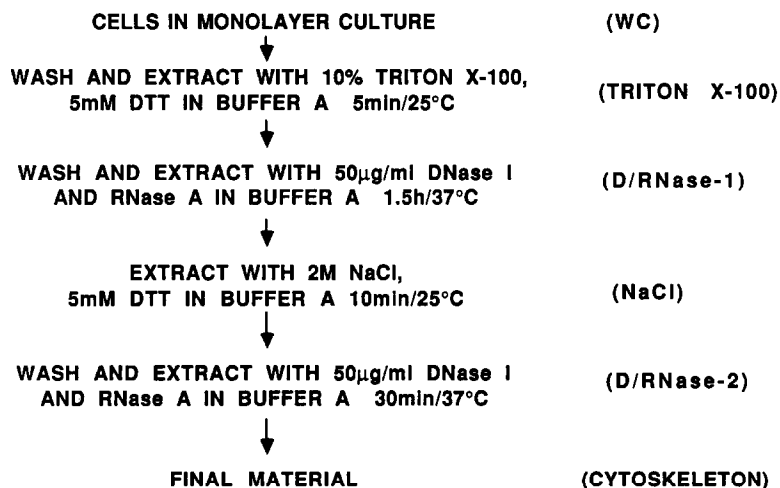 CELLS IN MONOLAYER CULTURE (WC)
WASH AND EXTRACT WITH 10% TRITON X-100,
5mM DTT IN BUFFER A 5min/25°C (TRITON X-100)
WASH AND EXTRACT WITH 50µg/ml DNase I
AND RNase A IN BUFFER A 1.5h/37°C (D/RNase-1)
EXTRACT WITH 2M NaCl,
5mM DTT IN BUFFER A 10min/25°C (NaCl)
WASH AND EXTRACT WITH 50µg/ml DNase I
AND RNase A IN BUFFER A 30min/37°C (D/RNase-2)
FINAL MATERIAL (CYTOSKELETON)